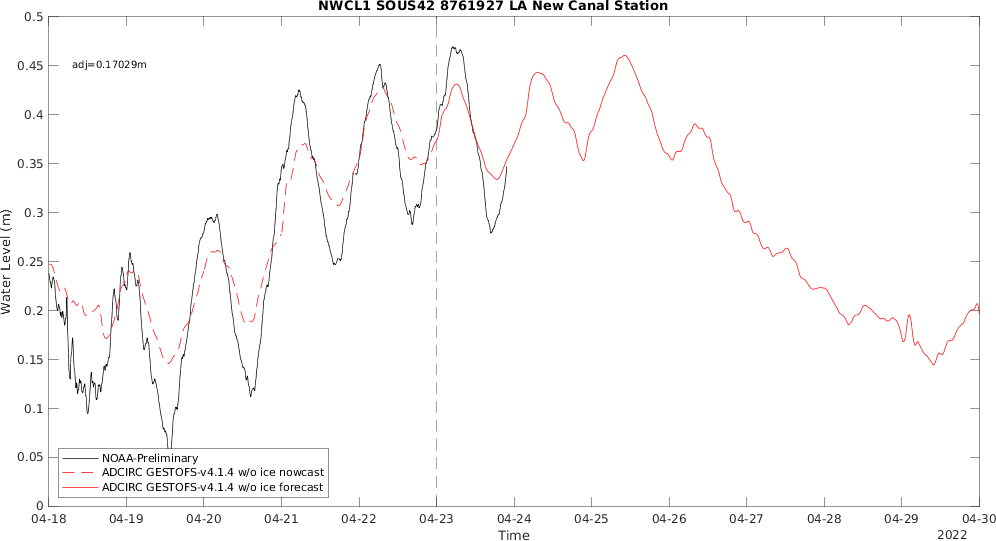 NWCL1 SOUS42 8761927 LA New Canal Station
0.5
0.45
0.4
0.35
0.3
0.25
0.2
0.15
0.1
0.05
0
Water Level (m)
adj=0.17029m
NOAA-Preliminary
ADCIRC GESTOFS-v4.1.4 w/o ice nowcast
ADCIRC GESTOFS-v4.1.4 w/o ice forecast
04-18 04-19 04-20 04-21 04-22 04-23 04-24 04-25 04-26 04-27 04-28 04-29 04-30
Time
2022